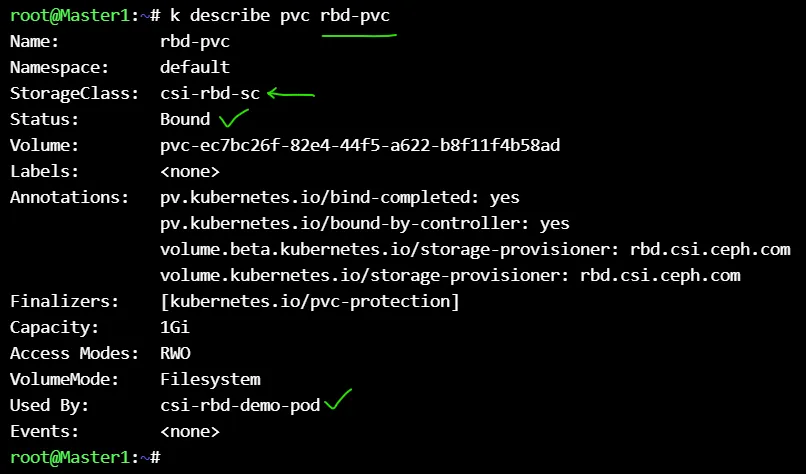 root@Master1:~# k describe pvc rbd-pvc
Name:          rbd-pvc
Namespace:     default
StorageClass:  csi-rbd-sc
Status:        Bound
Volume:        pvc-ec7bc26f-82e4-44f5-a622-b8f11f4b58ad
Labels:        <none>
Annotations:   pv.kubernetes.io/bind-completed: yes
               pv.kubernetes.io/bound-by-controller: yes
               volume.beta.kubernetes.io/storage-provisioner: rbd.csi.ceph.com
               volume.kubernetes.io/storage-provisioner: rbd.csi.ceph.com
Finalizers:    [kubernetes.io/pvc-protection]
Capacity:      1Gi
Access Modes:  RWO
VolumeMode:    Filesystem
Used By:       csi-rbd-demo-pod
Events:        <none>
root@Master1:~#